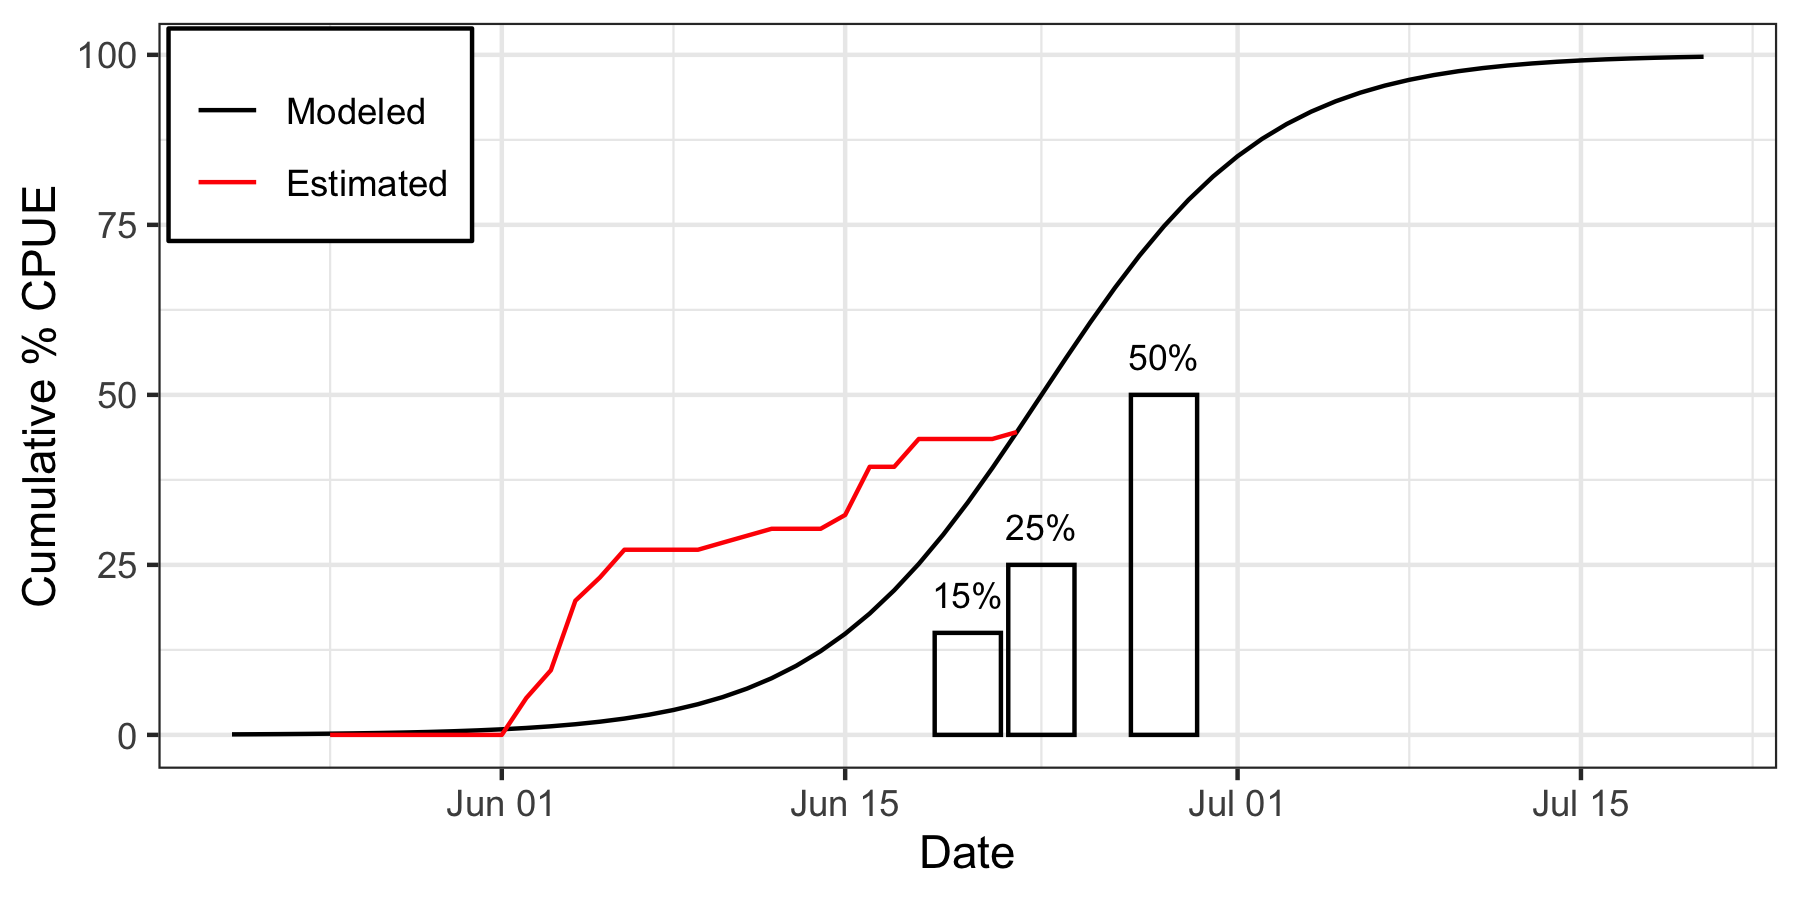 Cumulative % CPUE
100
75
50
25
0
Modeled
Estimated
50%
25%
15%
Jun 01
Jun 15
Jul 01
Jul 15
Date